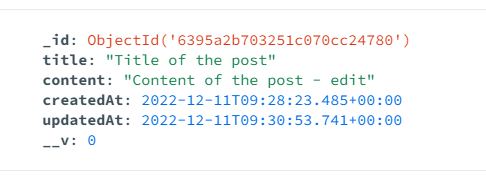 _id: ObjectId('6395a2b703251c070cc24780')
title: "Title of the post"
content: "Content of the post - edit"
createdAt: 2022-12-11T09:28:23.485+00:00
updatedAt: 2022-12-11T09:30:53.741+00:00
__v: 0